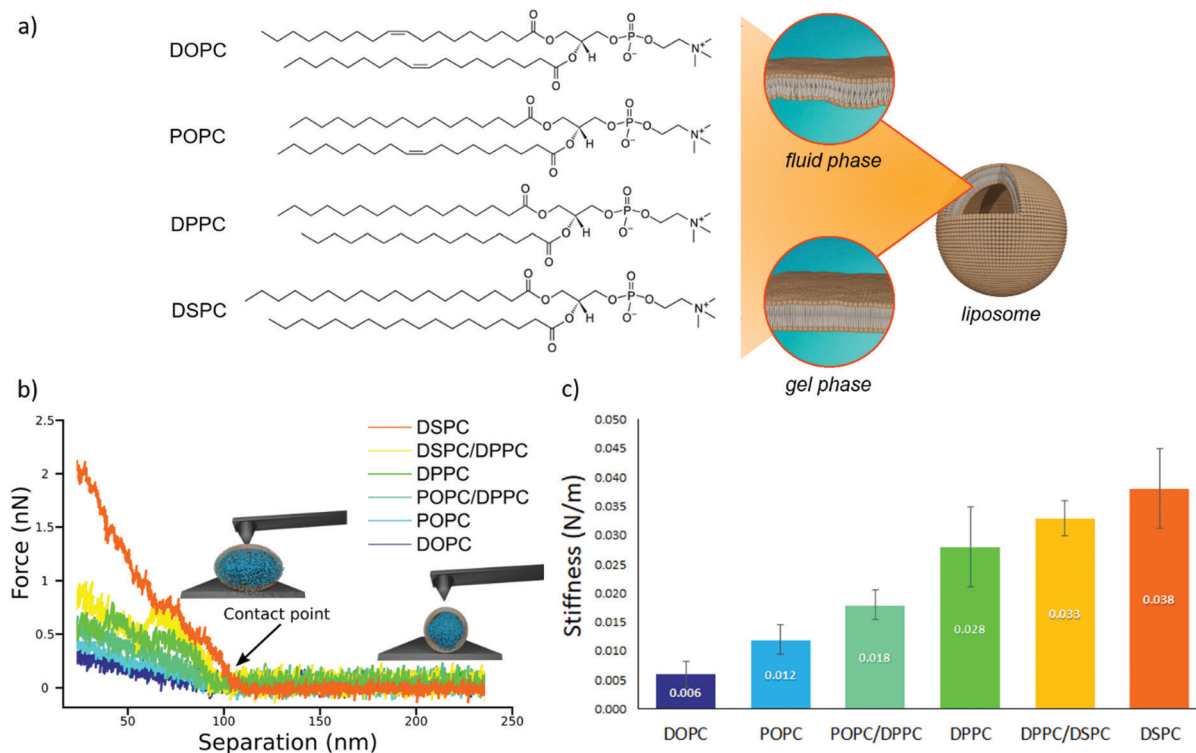 a)
DOPC
O
O
O
P
O
O
O⁻
N⁺
H
O
O
POPC
O
O
O
P
O
O
O⁻
N⁺
H
O
O
DPPC
O
O
O
P
O
O
O⁻
N⁺
H
O
O
DSPC
O
O
O
P
O
O
O⁻
N⁺
H
O
O
fluid phase
gel phase
liposome
b)
Force (nN)
2.5
2
1.5
1
0.5
0
50
100
150
200
250
Separation (nm)
DSPC
DSPC/DPPC
DPPC
POPC/DPPC
POPC
DOPC
Contact point
c)
Stiffness (N/m)
0.050
0.045
0.040
0.035
0.030
0.025
0.020
0.015
0.010
0.005
0.000
0.006
0.012
0.018
0.028
0.033
0.038
DOPC
POPC
POPC/DPPC
DPPC
DPPC/DSPC
DSPC